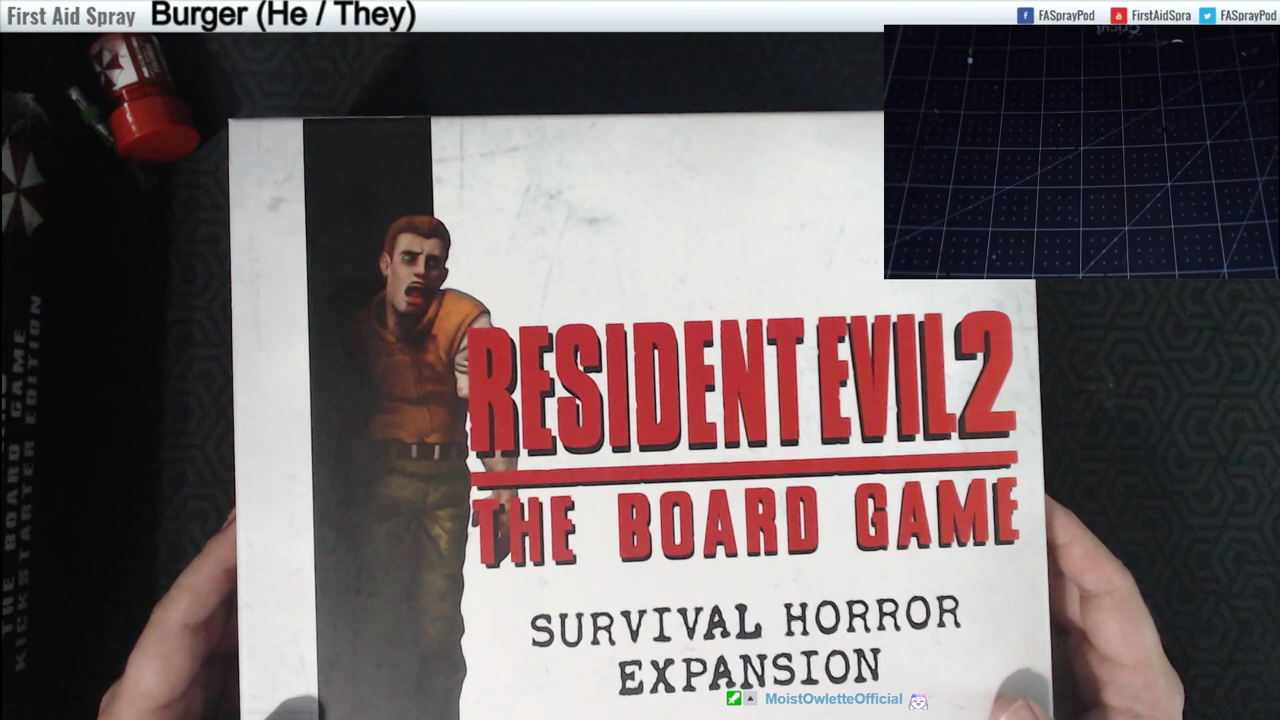 First Aid Spray Burger (He / They) FASprayPod FirstAidSpra FASprayPod
Cricut
RESIDENT EVIL 2
THE BOARD GAME
SURVIVAL HORROR
EXPANSION
THE BOARD GAME
KICKSTARTER EDITION
MoistOwletteOfficial